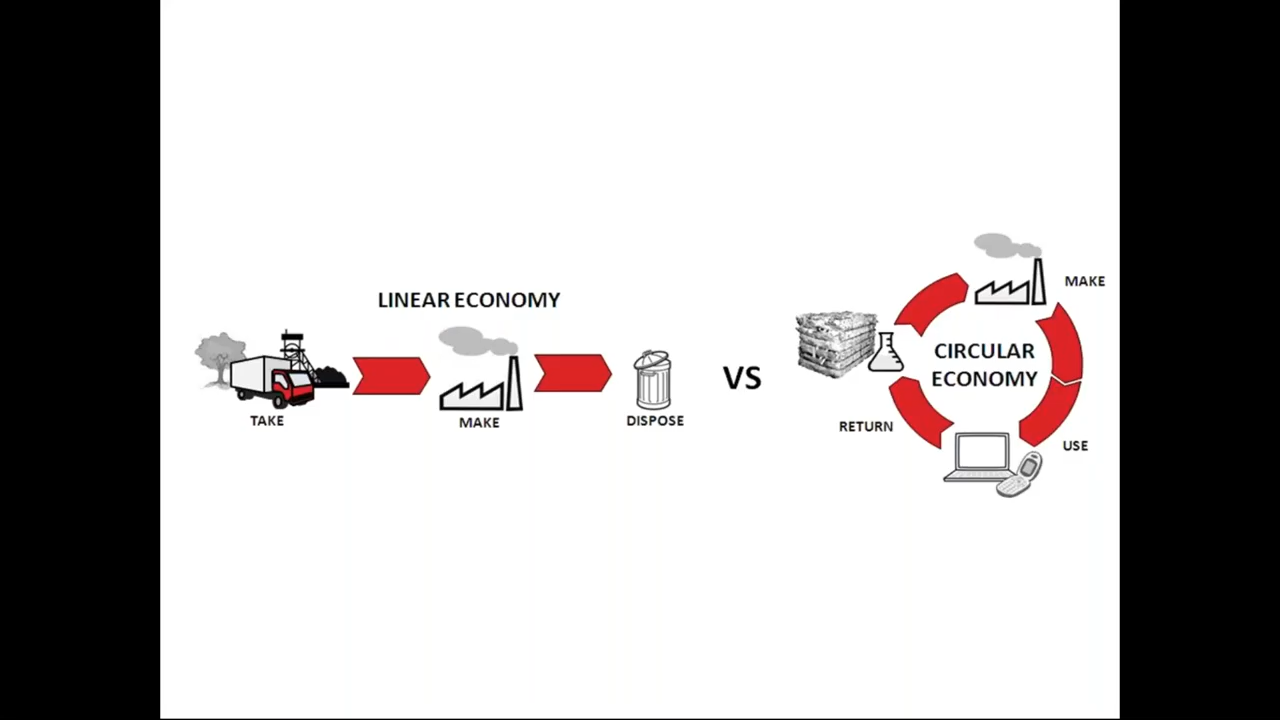 LINEAR ECONOMY
TAKE
MAKE
DISPOSE
VS
CIRCULAR
ECONOMY
MAKE
USE
RETURN